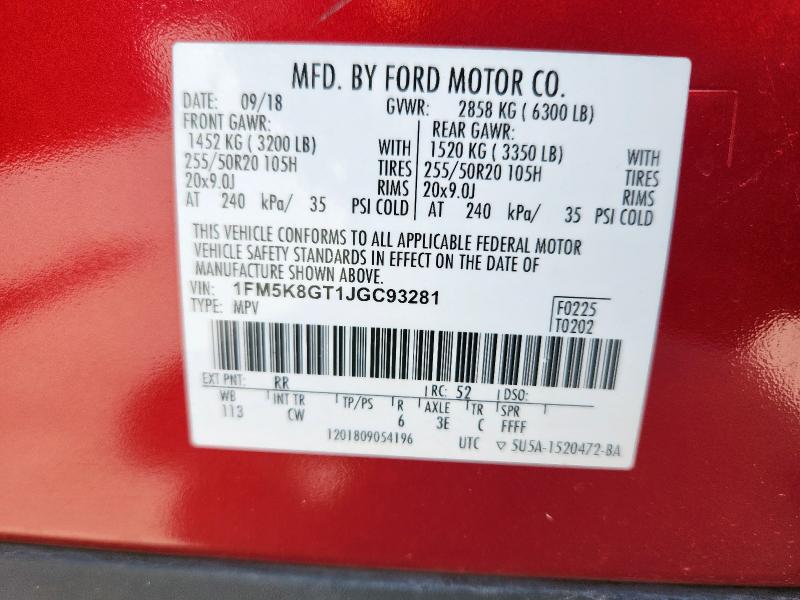 MFD. BY FORD MOTOR CO.
DATE: 09/18 GVWR: 2858 KG ( 6300 LB)
FRONT GAWR: REAR GAWR:
1452 KG ( 3200 LB) WITH 1520 KG ( 3350 LB) WITH
255/50R20 105H TIRES 255/50R20 105H TIRES
20x9.0J RIMS 20x9.0J RIMS
AT 240 kPa/ 35 PSI COLD AT 240 kPa/ 35 PSI COLD
THIS VEHICLE CONFORMS TO ALL APPLICABLE FEDERAL MOTOR
VEHICLE SAFETY STANDARDS IN EFFECT ON THE DATE OF
MANUFACTURE SHOWN ABOVE.
VIN: 1FM5K8GT1JGC93281
TYPE: MPV F0225
T0202
EXT PNT: RR RC: 52 DSO:
WB INT TR TP/PS R AXLE TR SPR
113 CW 6 3E C FFFF
1201809054196 UTC ▽ 5U5A-1520472-BA